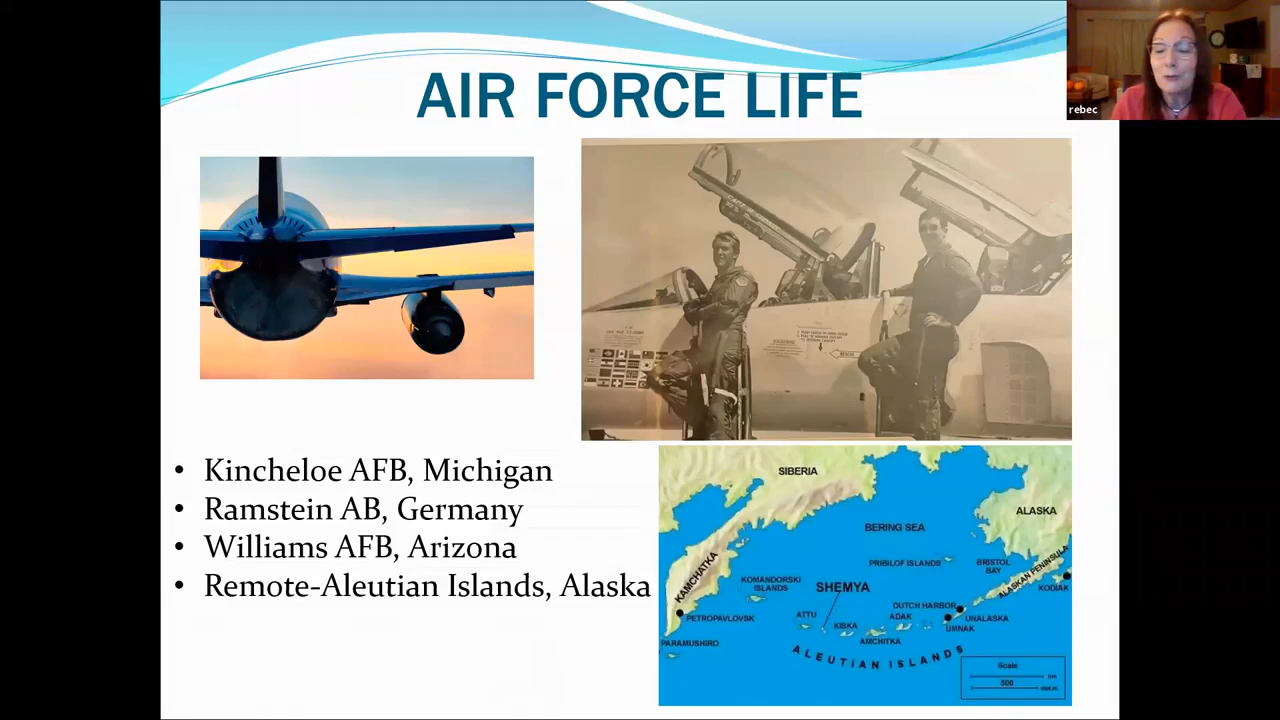 AIR FORCE LIFE
rebec
RESCUE
• Kincheloe AFB, Michigan
• Ramstein AB, Germany
• Williams AFB, Arizona
• Remote-Aleutian Islands, Alaska
SIBERIA
ALASKA
BERING SEA
PRIBILOF ISLANDS
BRISTOL
BAY
ALASKAN PENINSULA
KODIAK
KAMCHATKA
KOMANDORSKI
ISLANDS
SHEMYA
PETROPAVLOVSK
ATTU
KISKA
ADAK
DUTCH HARBOR
UNALASKA
UMNAK
AMCHITKA
PARAMUSHIRO
ALEUTIAN ISLANDS
Scale
500